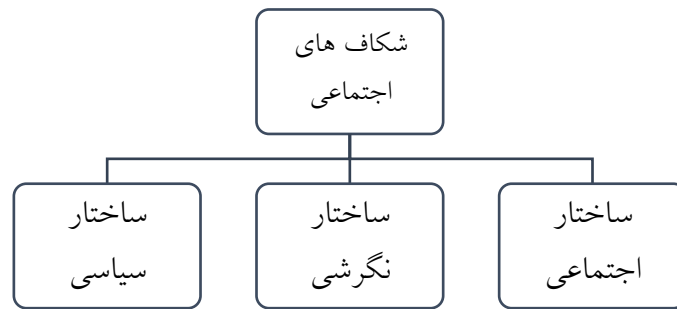 شکاف های
اجتماعی
ساختار
اجتماعی
ساختار
نگرشی
ساختار
سیاسی